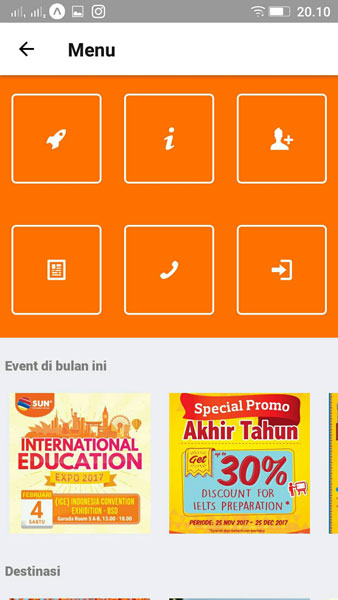 20.10
Menu
Event di bulan ini
SUN
INTERNATIONAL
EDUCATION
EXPO 2017
FEBRUARI
4
SABTU
(ICE) INDONESIA CONVENTION
EXHIBITION - BSD
Garuda Room 5 A B, 13.00 - 18.00
Special Promo
Akhir Tahun
Get
up to
30%
DISCOUNT FOR
IELTS PREPARATION*
PERIODE: 25 NOV 2017 - 25 DEC 2017
Destinasi